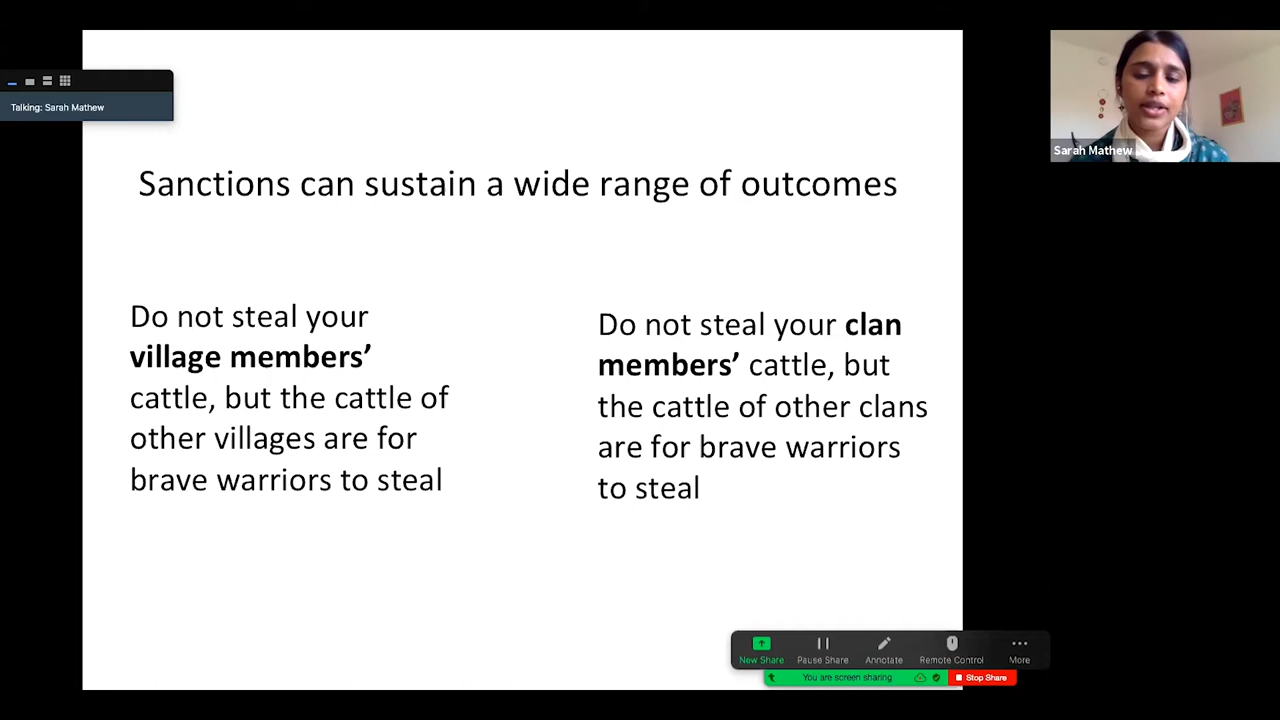 Talking: Sarah Mathew
Sarah Mathew
Sanctions can sustain a wide range of outcomes
Do not steal your
village members’
cattle, but the cattle of
other villages are for
brave warriors to steal
Do not steal your clan
members’ cattle, but
the cattle of other clans
are for brave warriors
to steal
New Share
Pause Share
Annotate
Remote Control
More
You are screen sharing
Stop Share